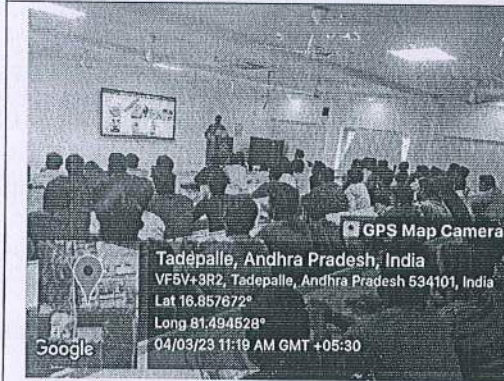 GPS Map Camera
Tadepalle, Andhra Pradesh, India
VF5V+3R2, Tadepalle, Andhra Pradesh 534101, India
Lat 16.857672°
Long 81.494528°
04/03/23 11:19 AM GMT +05:30
Google